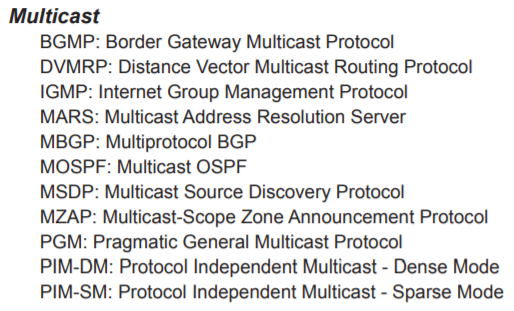 Multicast
BGMP: Border Gateway Multicast Protocol
DVMRP: Distance Vector Multicast Routing Protocol
IGMP: Internet Group Management Protocol
MARS: Multicast Address Resolution Server
MBGP: Multiprotocol BGP
MOSPF: Multicast OSPF
MSDP: Multicast Source Discovery Protocol
MZAP: Multicast-Scope Zone Announcement Protocol
PGM: Pragmatic General Multicast Protocol
PIM-DM: Protocol Independent Multicast - Dense Mode
PIM-SM: Protocol Independent Multicast - Sparse Mode